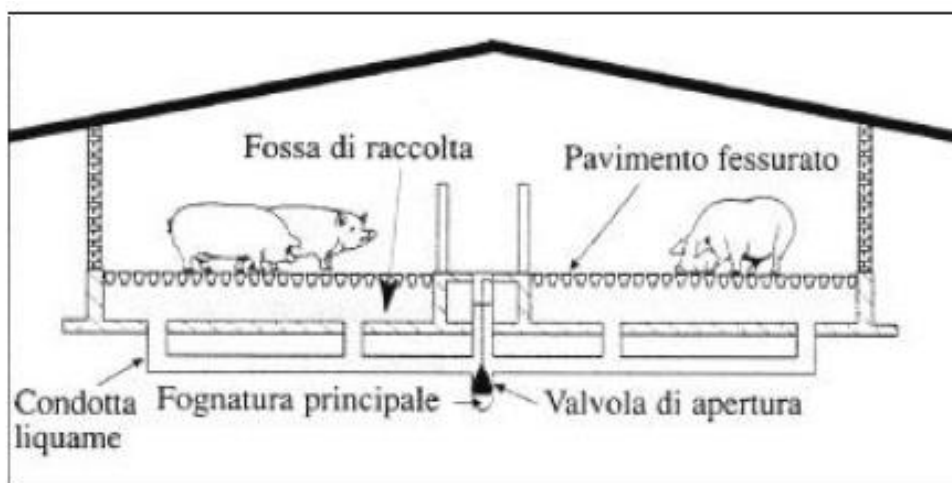 Fossa di raccolta
Pavimento fessurato
Condotta
liquame
Fognatura principale
Valvola di apertura